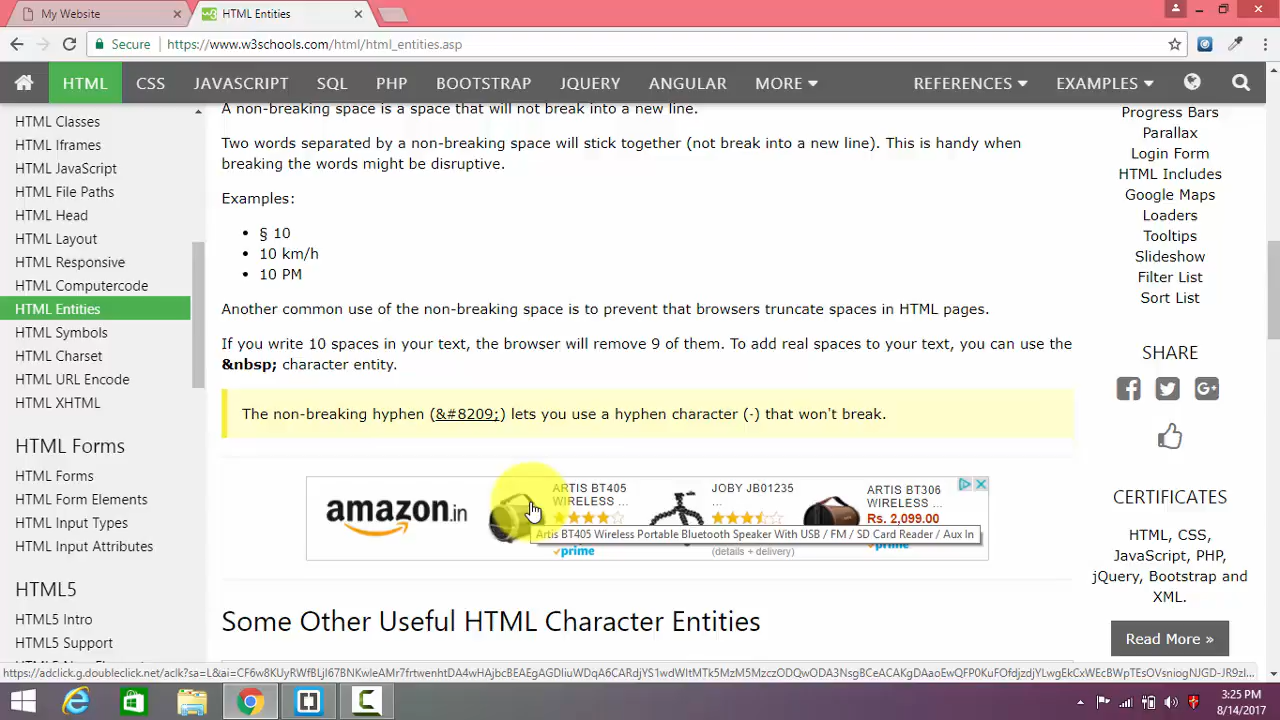 My Website
HTML Entities
Secure
https://www.w3schools.com/html/html_entities.asp
HTML
CSS
JAVASCRIPT
SQL
PHP
BOOTSTRAP
JQUERY
ANGULAR
MORE
REFERENCES
EXAMPLES
HTML Classes
HTML Iframes
HTML JavaScript
HTML File Paths
HTML Head
HTML Layout
HTML Responsive
HTML Computercode
HTML Entities
HTML Symbols
HTML Charset
HTML URL Encode
HTML XHTML
HTML Forms
HTML Forms
HTML Form Elements
HTML Input Types
HTML Input Attributes
HTML5
HTML5 Intro
HTML5 Support
A non-breaking space is a space that will not break into a new line.
Two words separated by a non-breaking space will stick together (not break into a new line). This is handy when
breaking the words might be disruptive.
Examples:
• § 10
• 10 km/h
• 10 PM
Another common use of the non-breaking space is to prevent that browsers truncate spaces in HTML pages.
If you write 10 spaces in your text, the browser will remove 9 of them. To add real spaces to your text, you can use the
&nbsp; character entity.
The non-breaking hyphen (&#8209;) lets you use a hyphen character (‑) that won't break.
amazon.in
ARTIS BT405
WIRELESS ...
JOBY JB01235
...
ARTIS BT306
WIRELESS ...
Rs. 2,099.00
Artis BT405 Wireless Portable Bluetooth Speaker With USB / FM / SD Card Reader / Aux In
prime
(details + delivery)
prime
Some Other Useful HTML Character Entities
Progress Bars
Parallax
Login Form
HTML Includes
Google Maps
Loaders
Tooltips
Slideshow
Filter List
Sort List
SHARE
CERTIFICATES
HTML, CSS,
JavaScript, PHP,
jQuery, Bootstrap and
XML.
Read More »
3:25 PM
8/14/2017